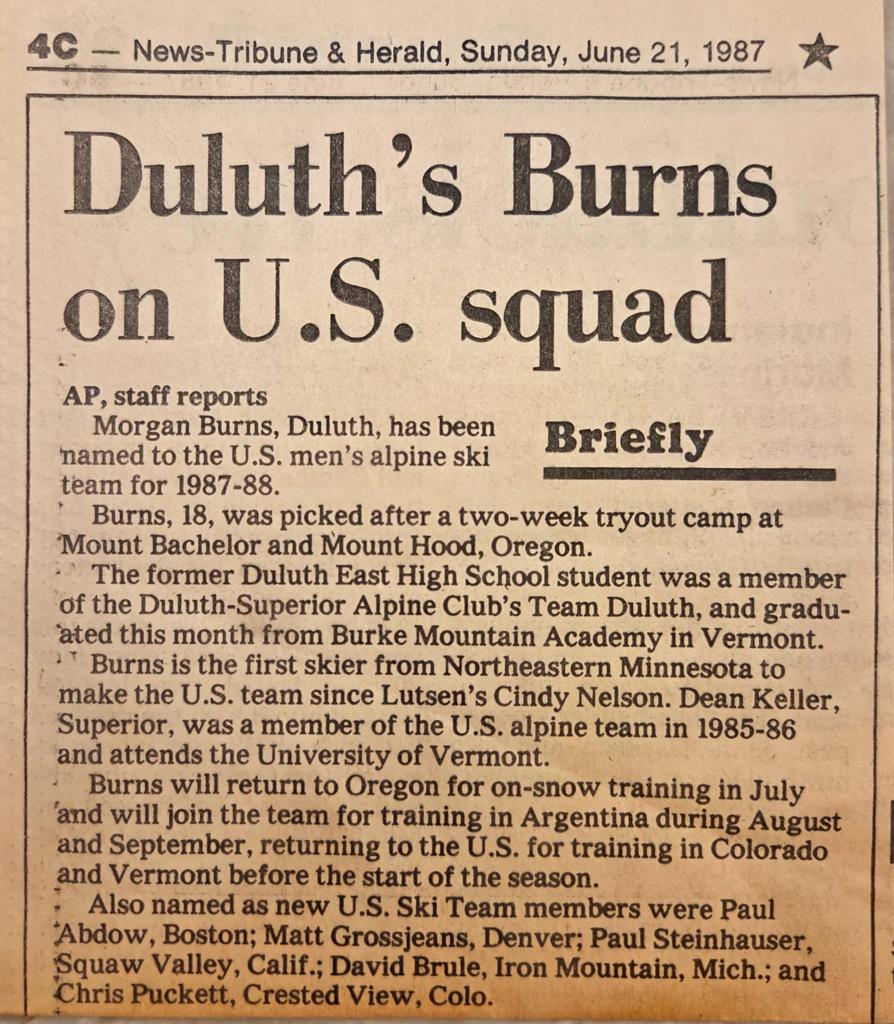 4C — News-Tribune & Herald, Sunday, June 21, 1987 ★
Duluth's Burns
on U.S. squad
AP, staff reports
Briefly
Morgan Burns, Duluth, has been
named to the U.S. men's alpine ski
team for 1987-88.
Burns, 18, was picked after a two-week tryout camp at
Mount Bachelor and Mount Hood, Oregon.
The former Duluth East High School student was a member
of the Duluth-Superior Alpine Club's Team Duluth, and gradu-
ated this month from Burke Mountain Academy in Vermont.
Burns is the first skier from Northeastern Minnesota to
make the U.S. team since Lutsen's Cindy Nelson. Dean Keller,
Superior, was a member of the U.S. alpine team in 1985-86
and attends the University of Vermont.
Burns will return to Oregon for on-snow training in July
and will join the team for training in Argentina during August
and September, returning to the U.S. for training in Colorado
and Vermont before the start of the season.
Also named as new U.S. Ski Team members were Paul
Abdow, Boston; Matt Grossjeans, Denver; Paul Steinhauser,
Squaw Valley, Calif.; David Brule, Iron Mountain, Mich.; and
Chris Puckett, Crested View, Colo.